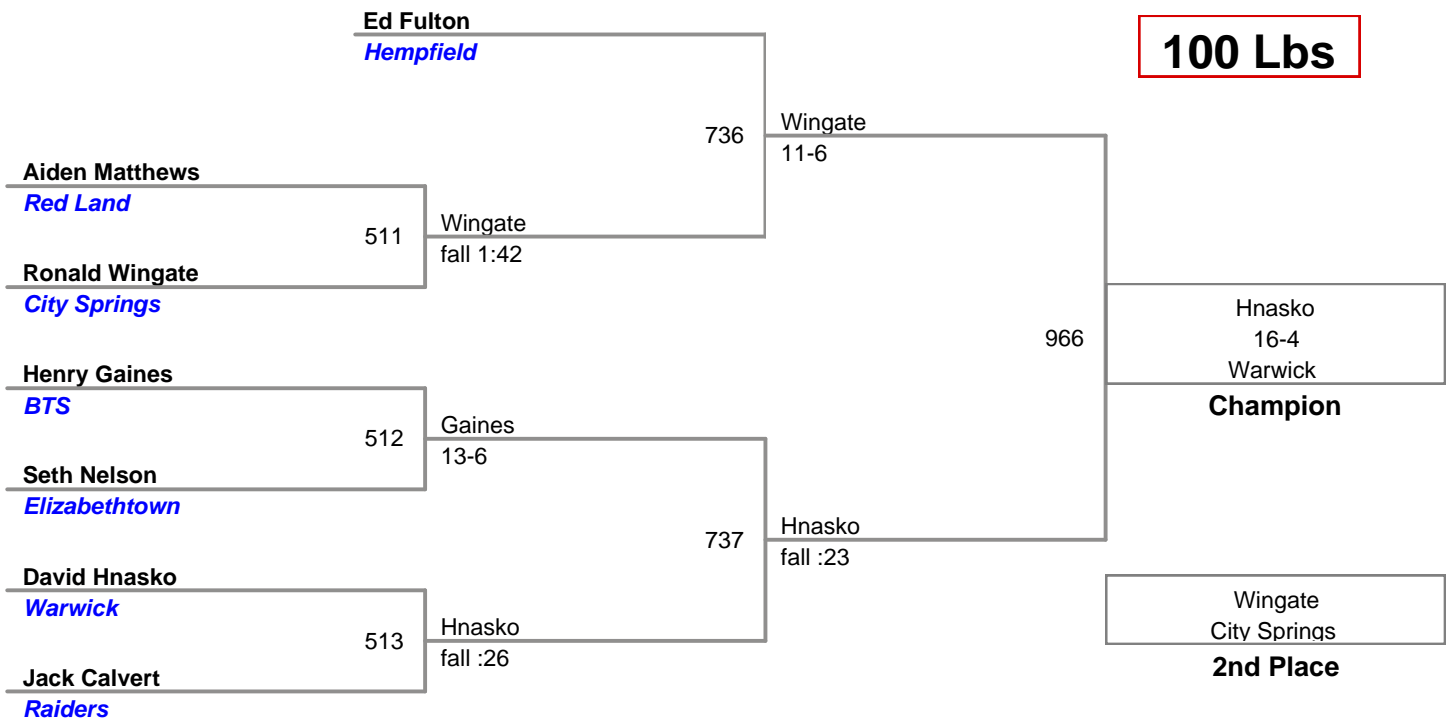 Ed Fulton
Hempfield
100 Lbs
736
Wingate
11-6
Aiden Matthews
Red Land
511
Wingate
fall 1:42
Ronald Wingate
City Springs
966
Hnasko
16-4
Warwick
Champion
Henry Gaines
BTS
512
Gaines
13-6
Seth Nelson
Elizabethtown
737
Hnasko
fall :23
David Hnasko
Warwick
513
Hnasko
fall :26
Jack Calvert
Raiders
Wingate
City Springs
2nd Place